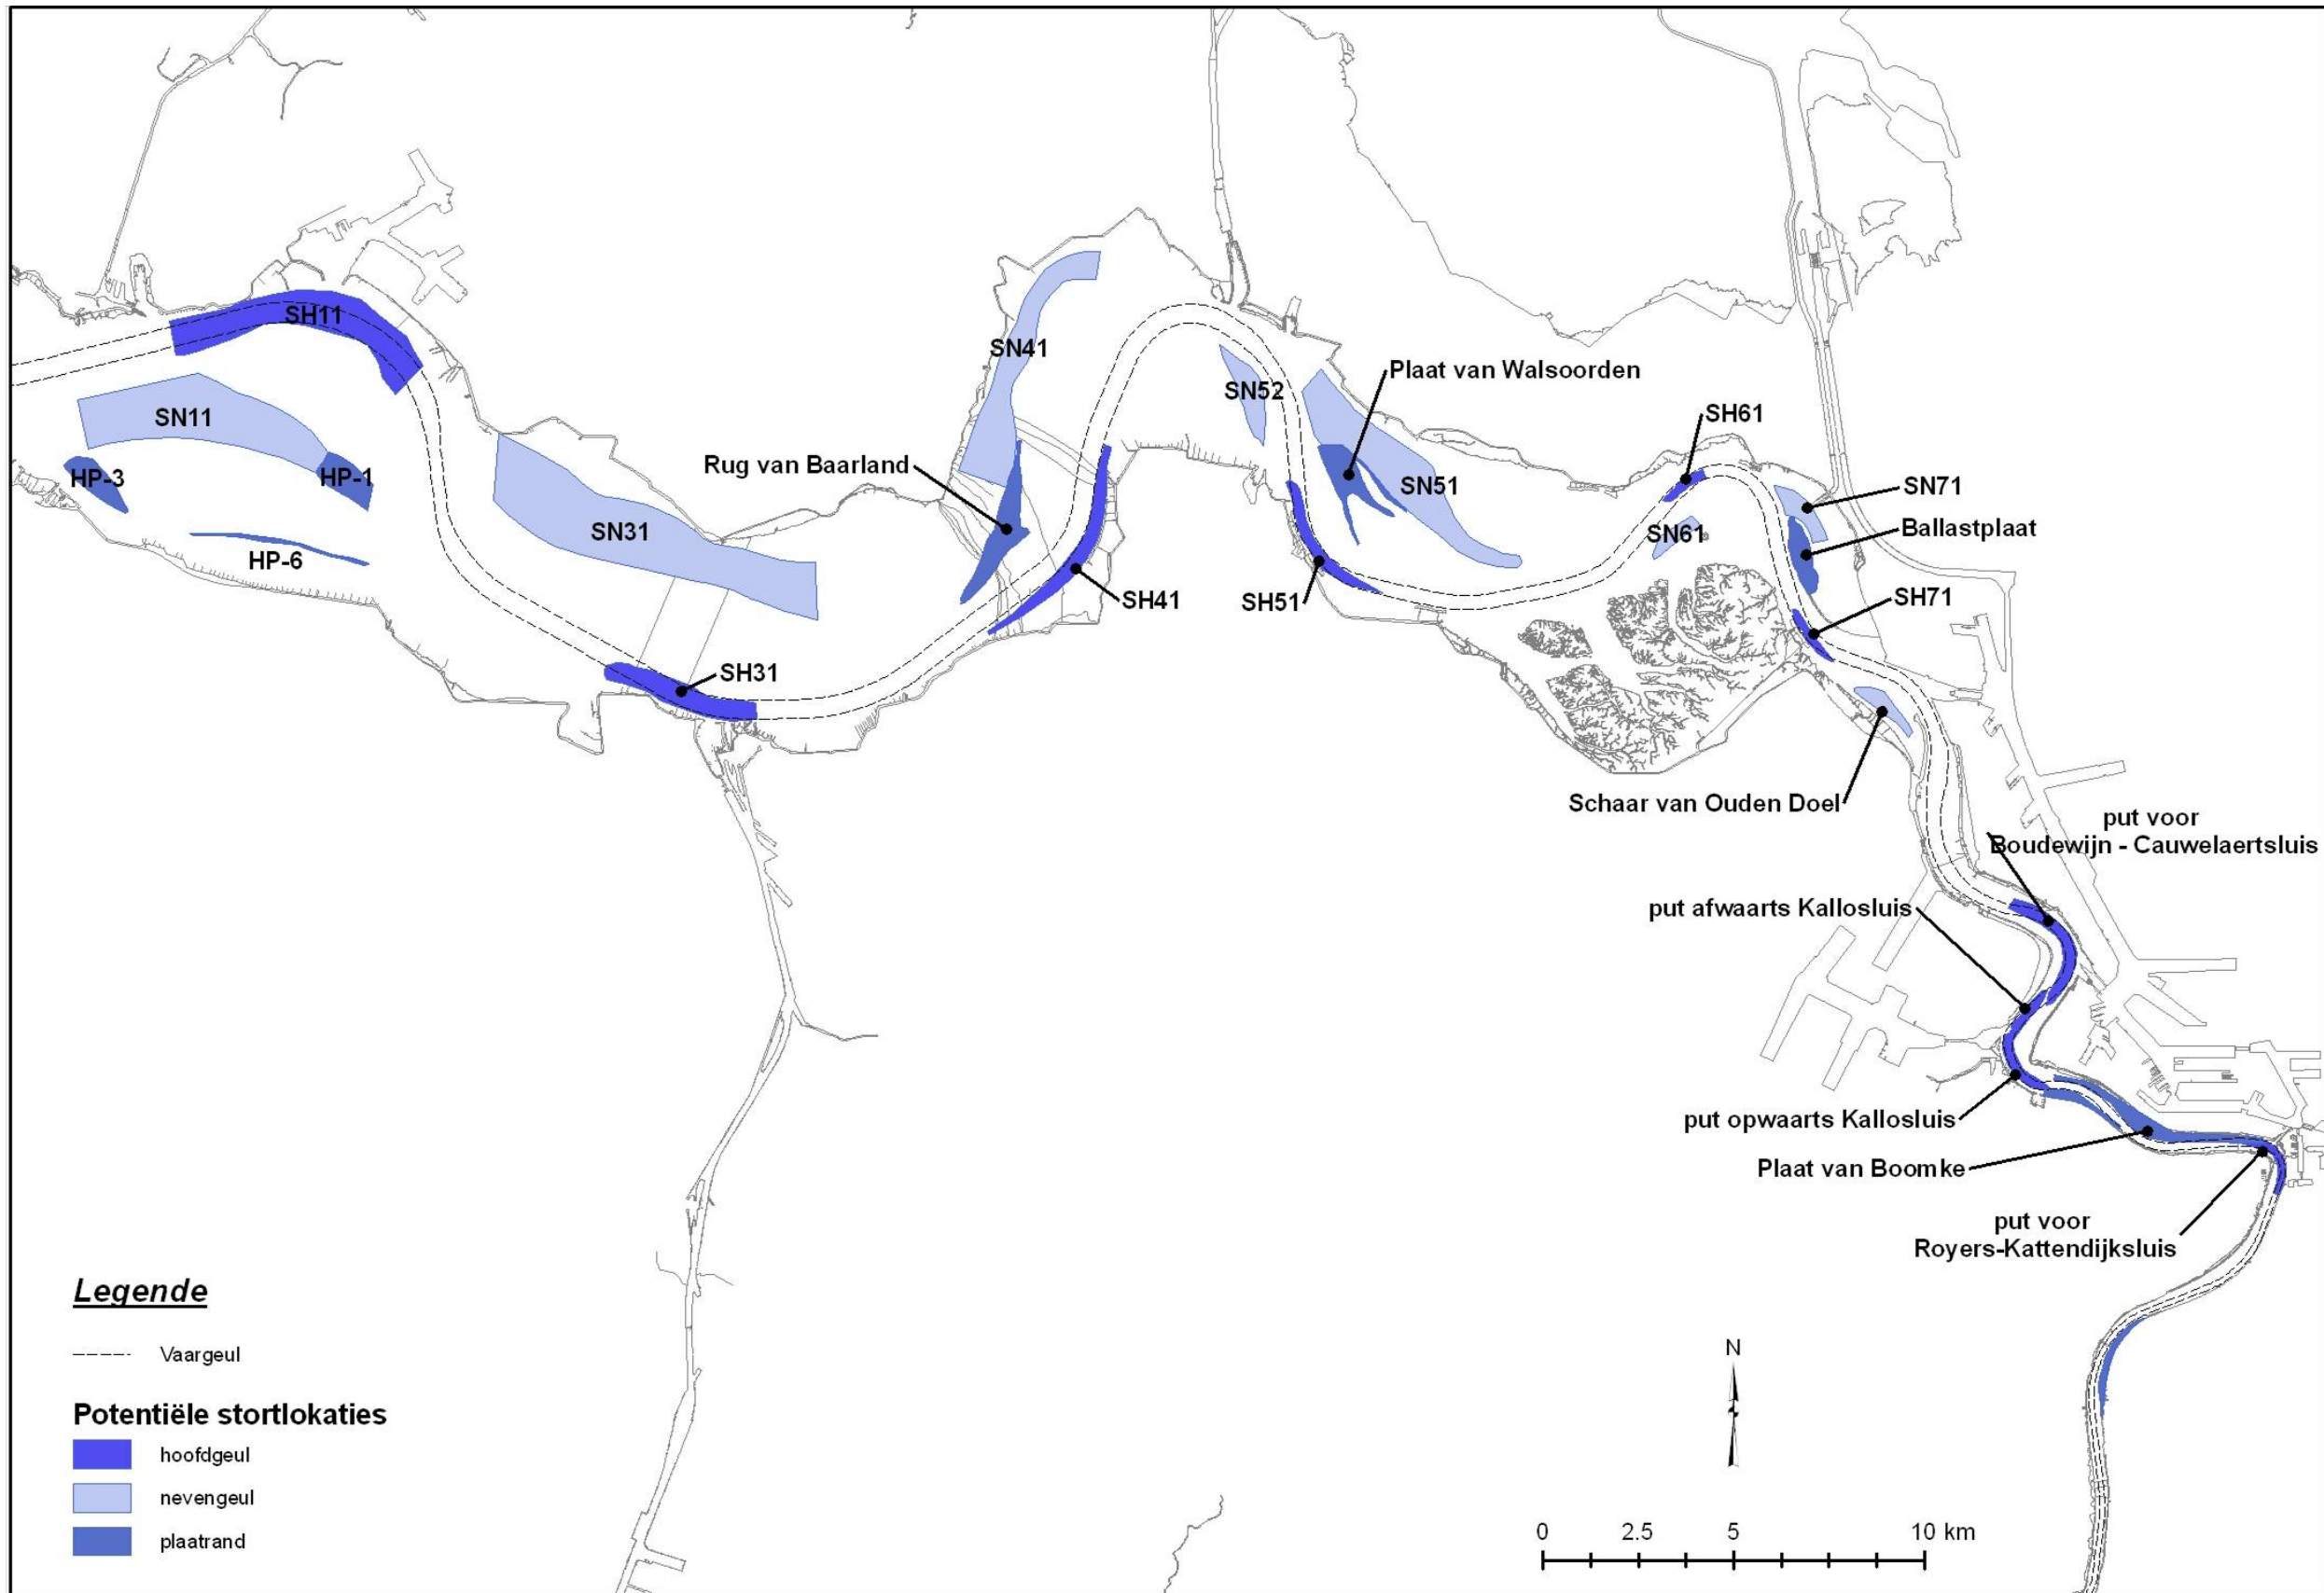 SH11
SN11
HP-3
HP-1
HP-6
SN31
SH31
SN41
Rug van Baarland
SH41
SN52
Plaat van Walsoorden
SN51
SH51
SH61
SN61
SN71
Ballastplaat
SH71
Schaar van Ouden Doel
put voor
Boudewijn - Cauwelaertsluis
put afwaarts Kallosluis
put opwaarts Kallosluis
Plaat van Boomke
put voor
Royers-Kattendijksluis
Legende
Vaargeul
Potentiële stortlokaties
hoofdgeul
nevengeul
plaatrand
N
0 2.5 5 10 km